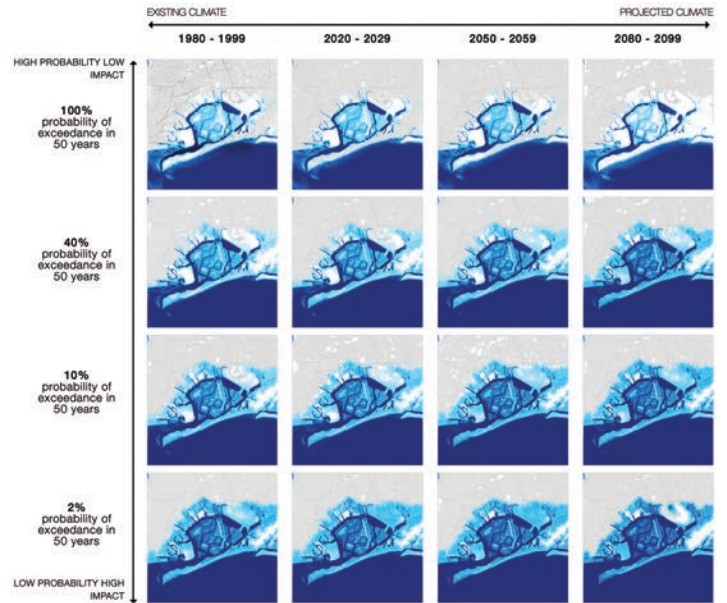 EXISTING CLIMATE
PROJECTED CLIMATE
1980 - 1999
2020 - 2029
2050 - 2059
2080 - 2099
HIGH PROBABILITY LOW
IMPACT
100%
probability of
exceedance in
50 years
40%
probability of
exceedance in
50 years
10%
probability of
exceedance in
50 years
2%
probability of
exceedance in
50 years
LOW PROBABILITY HIGH
IMPACT